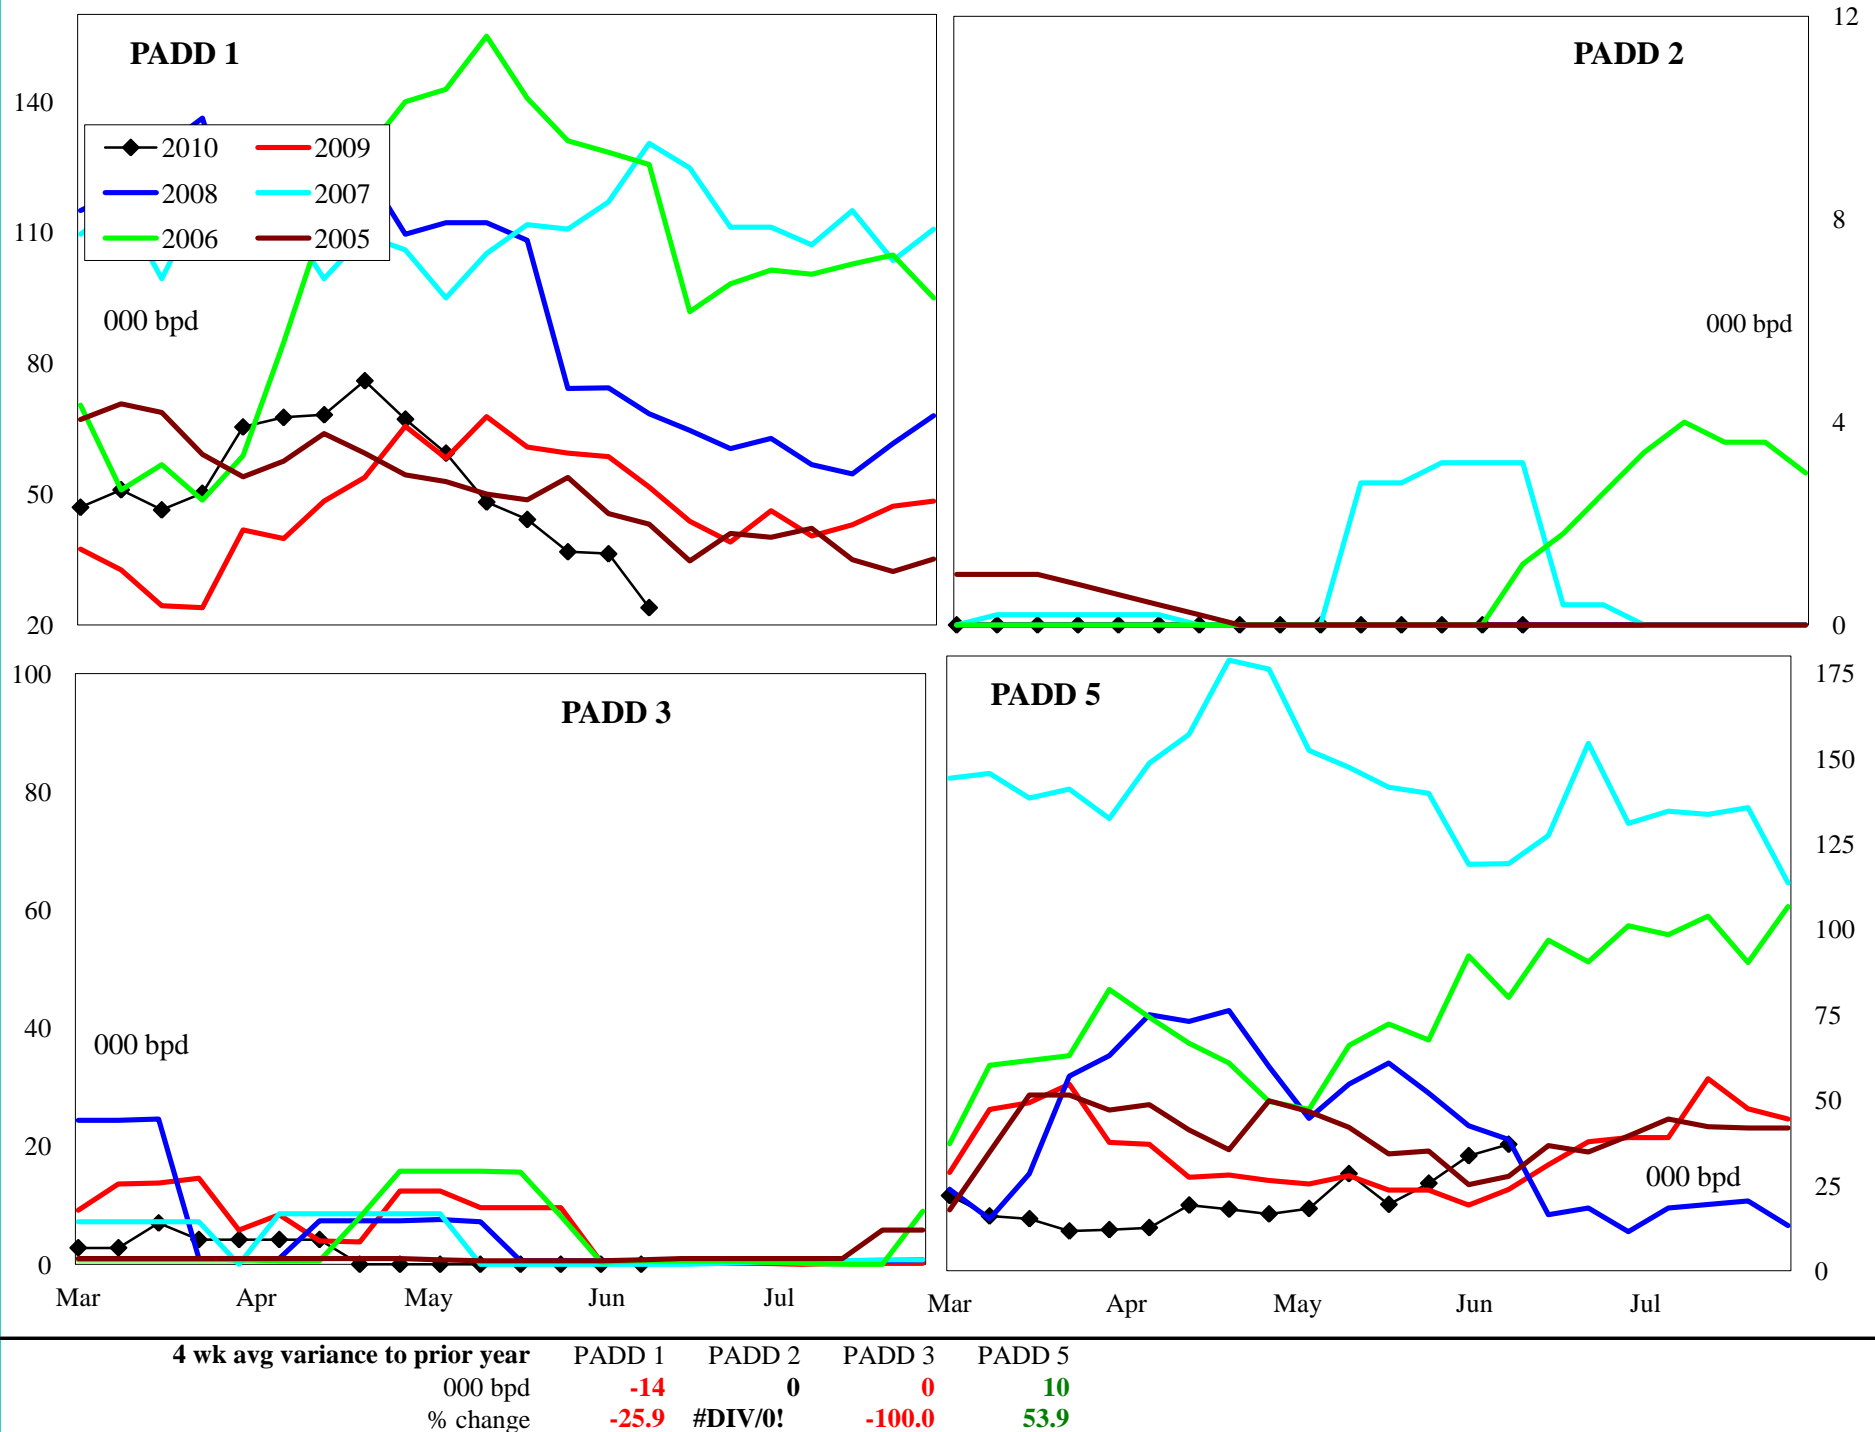 PADD 1
140
110
80
50
20
2010 2009
2008 2007
2006 2005
000 bpd
PADD 2
12
8
4
0
000 bpd
PADD 3
100
80
60
40
20
0
000 bpd
Mar Apr May Jun Jul
PADD 5
175
150
125
100
75
50
25
0
000 bpd
Mar Apr May Jun Jul
4 wk avg variance to prior year PADD 1 PADD 2 PADD 3 PADD 5
000 bpd -14 0 0 10
% change -25.9 #DIV/0! -100.0 53.9